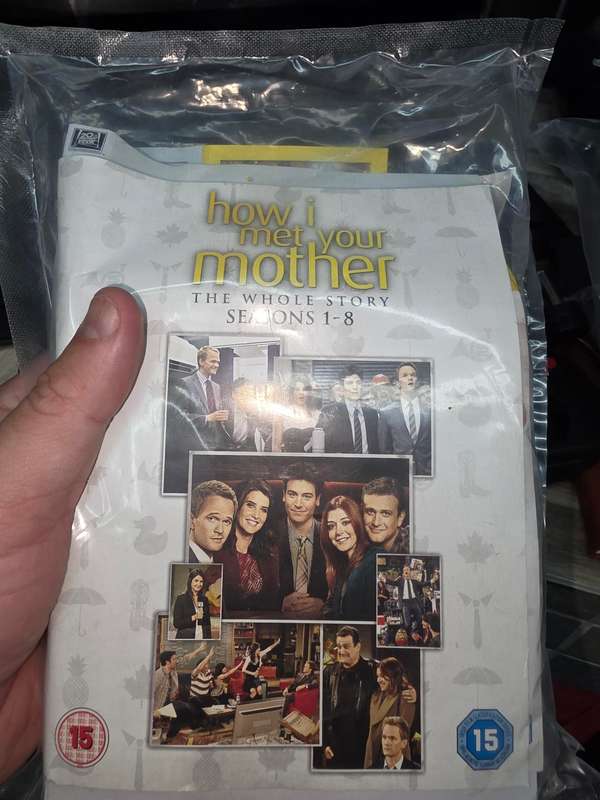 how i
met your
mother
THE WHOLE STORY
SEASONS 1-8
15
15